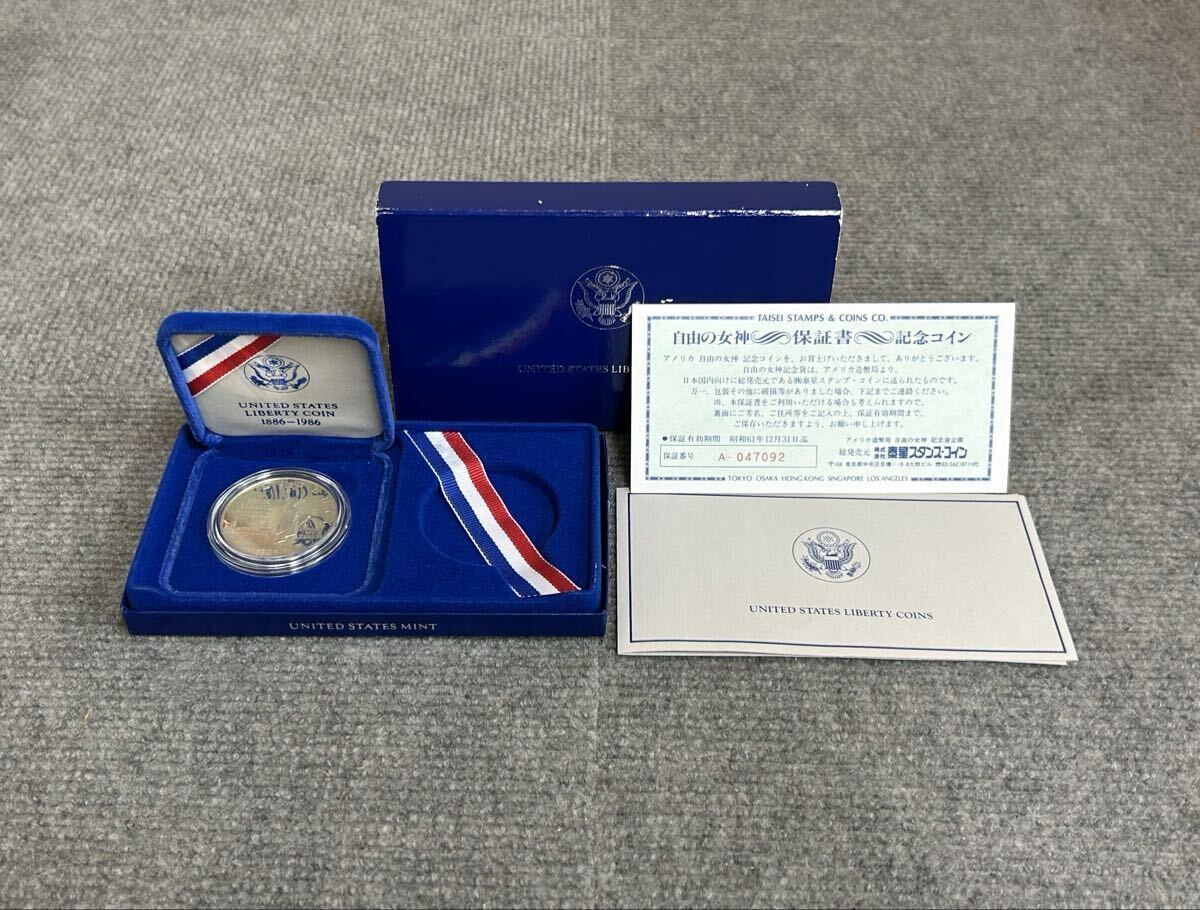 UNITED STATES
LIBERTY COIN
1886-1986
UNITED STATES MINT
UNITED STATES
TAISEI STAMPS & COINS CO.
自由の女神 保証書 記念コイン
アメリカ 自由の女神 記念コインを、お買上げいただきまして、ありがとうございます。
自由の女神記念貨は、アメリカ造幣局より、
日本国内向けに総発売元である㈱泰星スタンプ・コインに送られたものです。
万一、包装その他に破損等がありました場合、下記までご連絡ください。
尚、本保証書をご利用いただける場合も考えられますので、
裏面にご芳名、ご住所等をご記入の上、保証有効期間まで、
ご保存いただきますよう、お願い申し上げます。
●保証有効期間 昭和61年12月31日迄
保証番号 A- 047092
アメリカ造幣局 自由の女神 記念貨企画
総発売元 株式会社 泰星スタンプ・コイン
TOKYO OSAKA HONG KONG SINGAPORE LOS ANGELES
UNITED STATES LIBERTY COINS